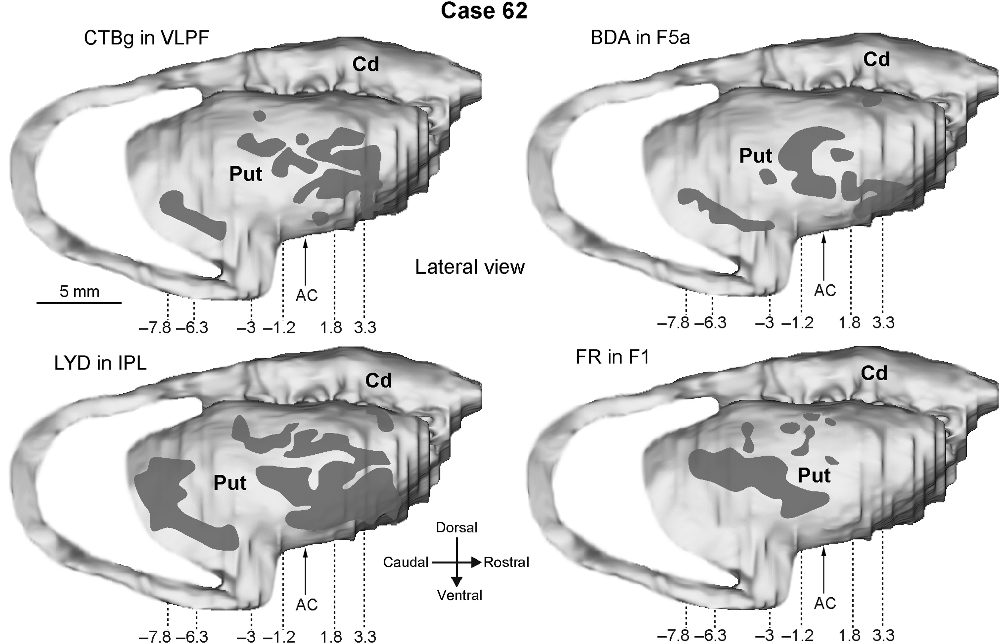 Case 62
CTBg in VLPF
BDA in F5a
Cd
Cd
Put
Put
Lateral view
5 mm
AC
AC
–7.8 –6.3 –3 –1.2 1.8 3.3
–7.8 –6.3 –3 –1.2 1.8 3.3
LYD in IPL
FR in F1
Cd
Cd
Put
Put
Dorsal
Caudal Rostral
Ventral
AC
AC
–7.8 –6.3 –3 –1.2 1.8 3.3
–7.8 –6.3 –3 –1.2 1.8 3.3